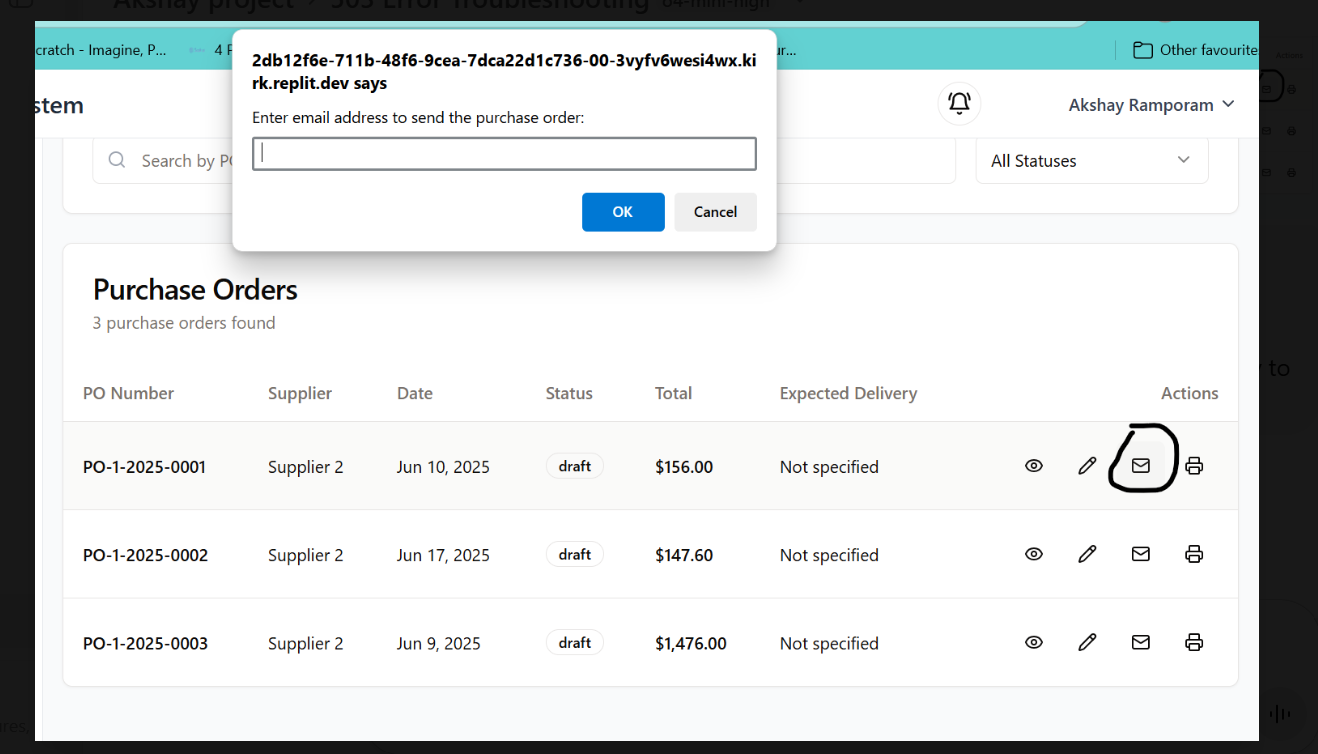 Akshay project > 503 Error Troubleshooting o4-mini-high
cratch - Imagine, P... 4 P ur... Other favourite
2db12f6e-711b-48f6-9cea-7dca22d1c736-00-3vyfv6wesi4wx.ki
rk.replit.dev says
Enter email address to send the purchase order:
OK Cancel
stem Akshay Ramporam
Search by PO All Statuses
Purchase Orders
3 purchase orders found
to
PO Number Supplier Date Status Total Expected Delivery Actions
PO-1-2025-0001 Supplier 2 Jun 10, 2025 draft $156.00 Not specified
PO-1-2025-0002 Supplier 2 Jun 17, 2025 draft $147.60 Not specified
PO-1-2025-0003 Supplier 2 Jun 9, 2025 draft $1,476.00 Not specified